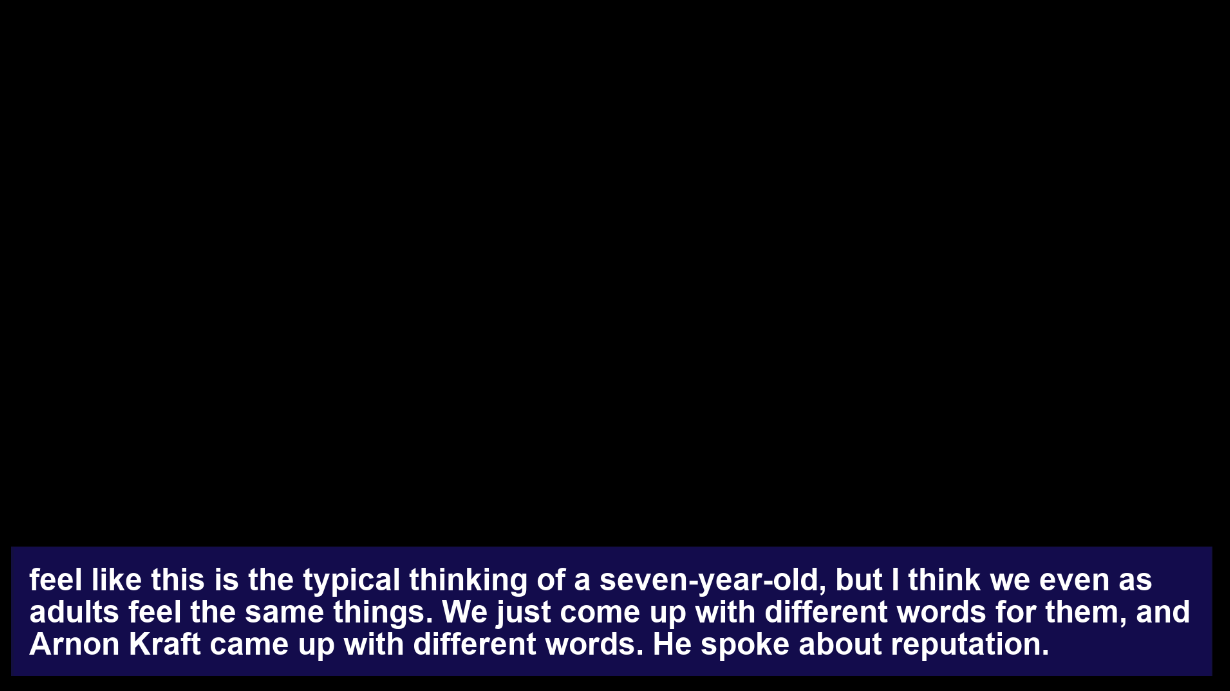 feel like this is the typical thinking of a seven-year-old, but I think we even as
adults feel the same things. We just come up with different words for them, and
Arnon Kraft came up with different words. He spoke about reputation.